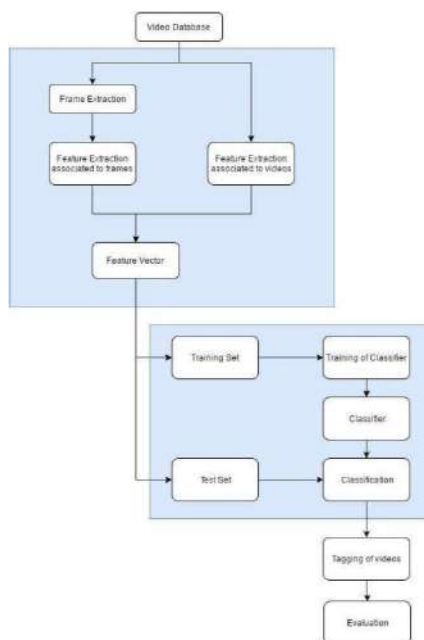 Video Database
Frame Extraction
Feature Extraction
associated to frames
Feature Extraction
associated to videos
Feature Vector
Training Set
Training of Classifier
Classifier
Test Set
Classification
Tagging of videos
Evaluation